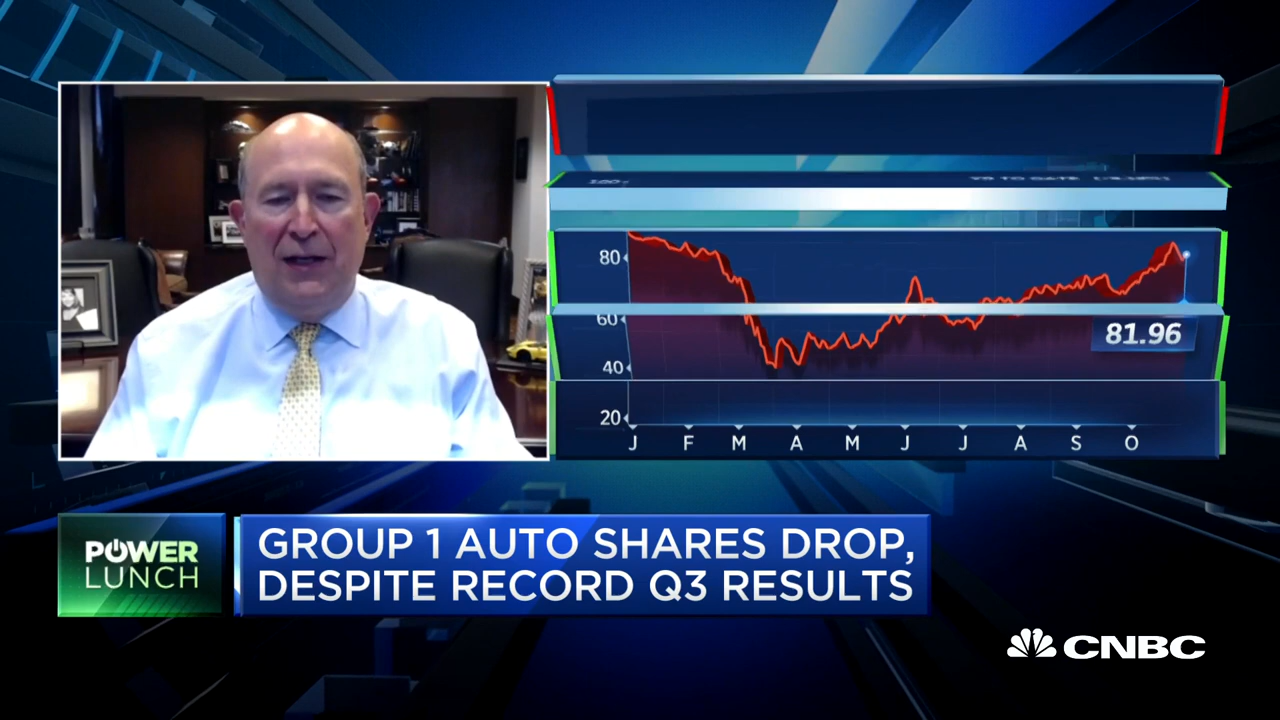 80
60
40
20
81.96
J F M A M J J A S O
POWER
LUNCH
GROUP 1 AUTO SHARES DROP,
DESPITE RECORD Q3 RESULTS
CNBC